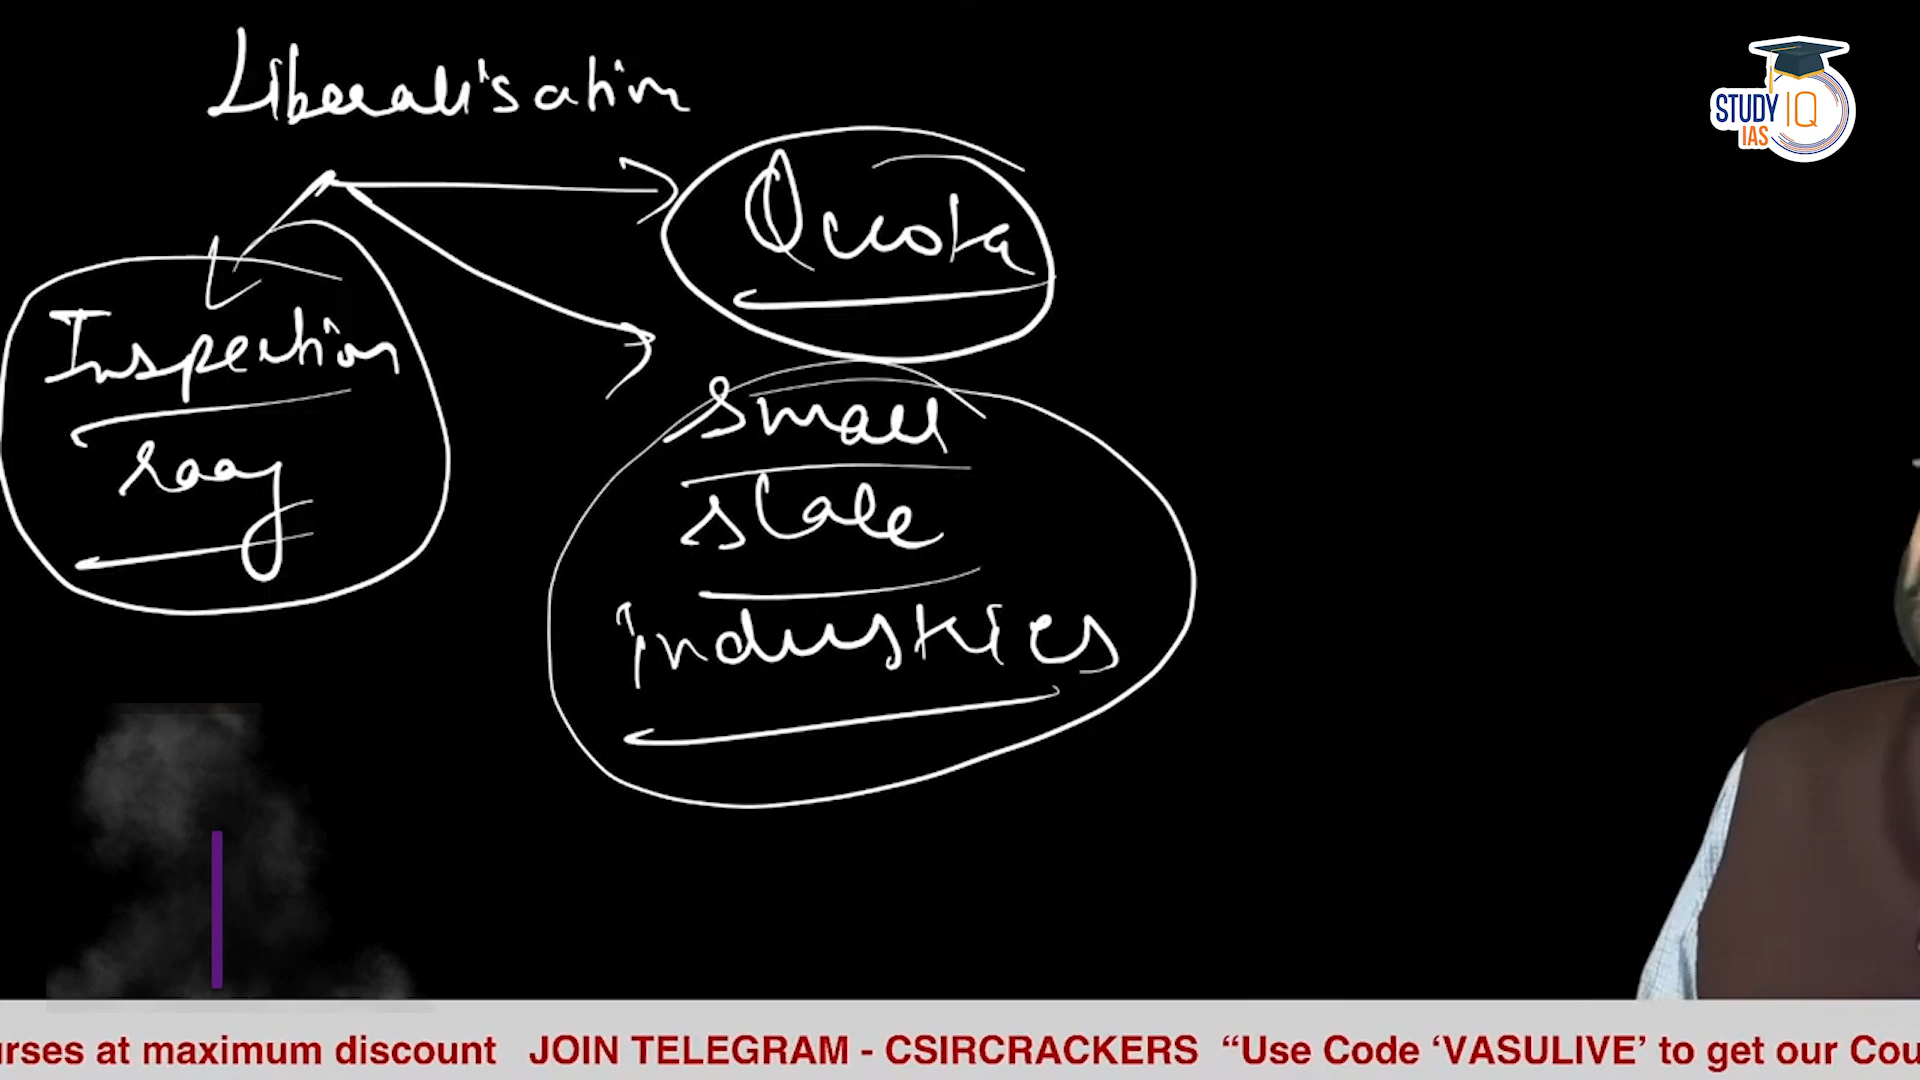 Liberalisation
Quota
Inspection
raaj
small
scale
industries
STUDY IQ
IAS
urses at maximum discount JOIN TELEGRAM - CSIRCRACKERS “Use Code ‘VASULIVE’ to get our Cou